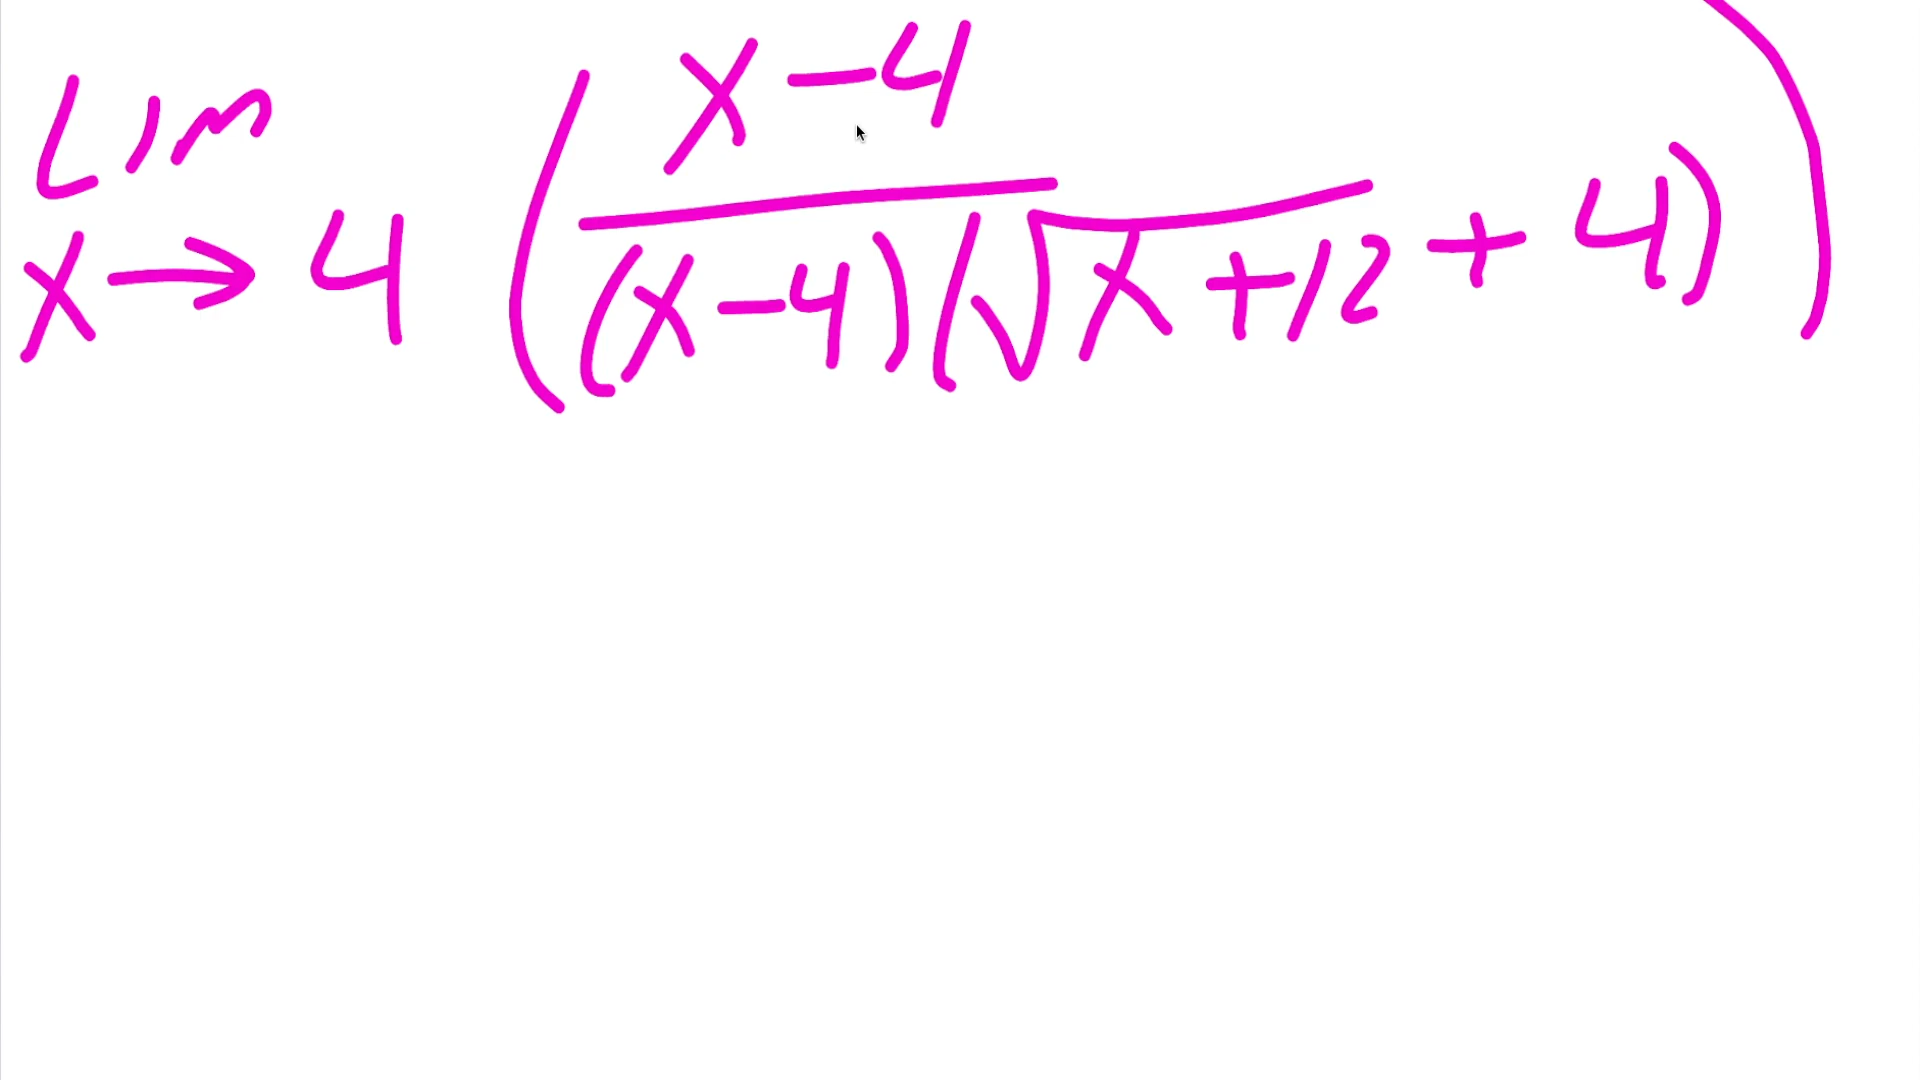 Lim x→4 ( (x-4) / ((x-4)(√(x+12) + 4)) )